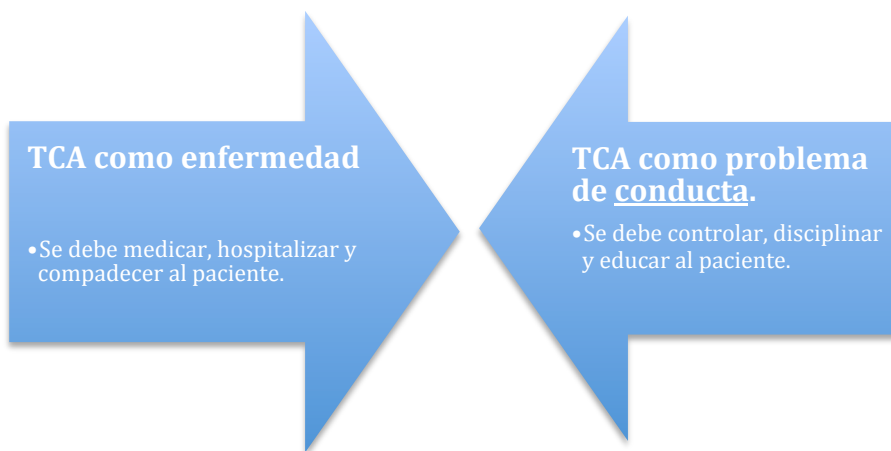 TCA como enfermedad
•Se debe medicar, hospitalizar y
compadecer al paciente.
TCA como problema
de conducta.
•Se debe controlar, disciplinar
y educar al paciente.